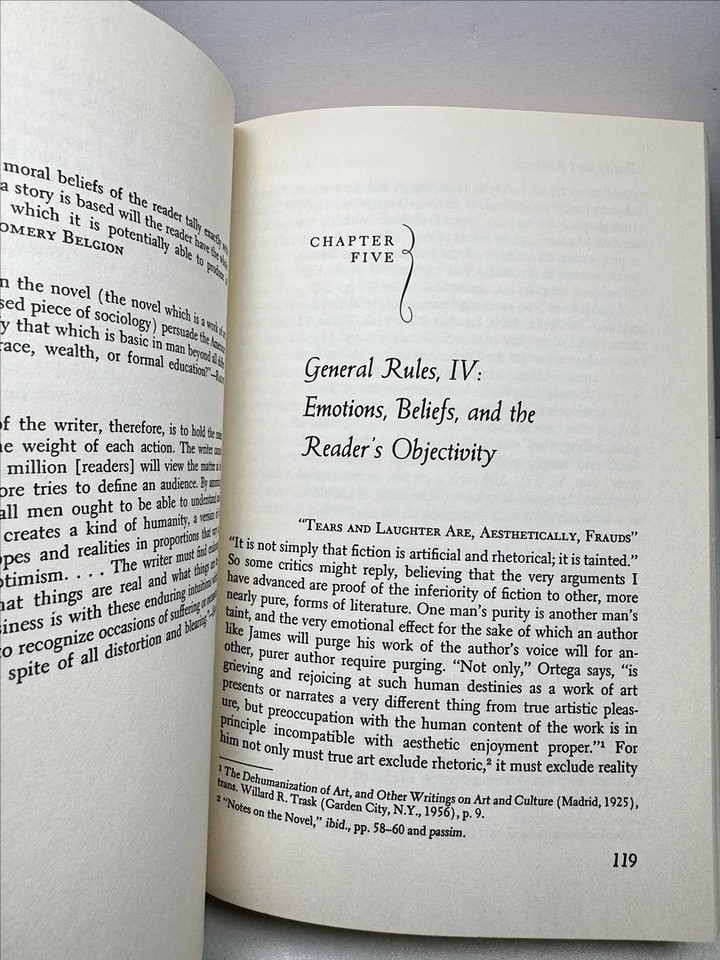 moral beliefs of the reader tally exactly with
a story is based will the reader have the whole
which it is potentially able to produce in
OMERY BELGION
n the novel (the novel which is a work of art
sed piece of sociology) persuade the American
y that which is basic in man beyond all
race, wealth, or formal education?"—
of the writer, therefore, is to hold the
e weight of each action. The writer cannot
million [readers] will view the matter as
ore tries to define an audience. By
all men ought to be able to understand
creates a kind of humanity, a version of
opes and realities in proportions that
ptimism. . . . The writer must find
hat things are real and what things are
siness is with these enduring intuitions
to recognize occasions of suffering or
spite of all distortion and blearing."
CHAPTER
FIVE
General Rules, IV:
Emotions, Beliefs, and the
Reader's Objectivity
"TEARS AND LAUGHTER ARE, AESTHETICALLY, FRAUDS"
"It is not simply that fiction is artificial and rhetorical; it is tainted."
So some critics might reply, believing that the very arguments I
have advanced are proof of the inferiority of fiction to other, more
nearly pure, forms of literature. One man's purity is another man's
taint, and the very emotional effect for the sake of which an author
like James will purge his work of the author's voice will for an-
other, purer author require purging. "Not only," Ortega says, "is
grieving and rejoicing at such human destinies as a work of art
presents or narrates a very different thing from true artistic pleas-
ure, but preoccupation with the human content of the work is in
principle incompatible with aesthetic enjoyment proper."¹ For
him not only must true art exclude rhetoric,² it must exclude reality
¹ The Dehumanization of Art, and Other Writings on Art and Culture (Madrid, 1925),
trans. Willard R. Trask (Garden City, N.Y., 1956), p. 9.
² "Notes on the Novel," ibid., pp. 58–60 and passim.
119